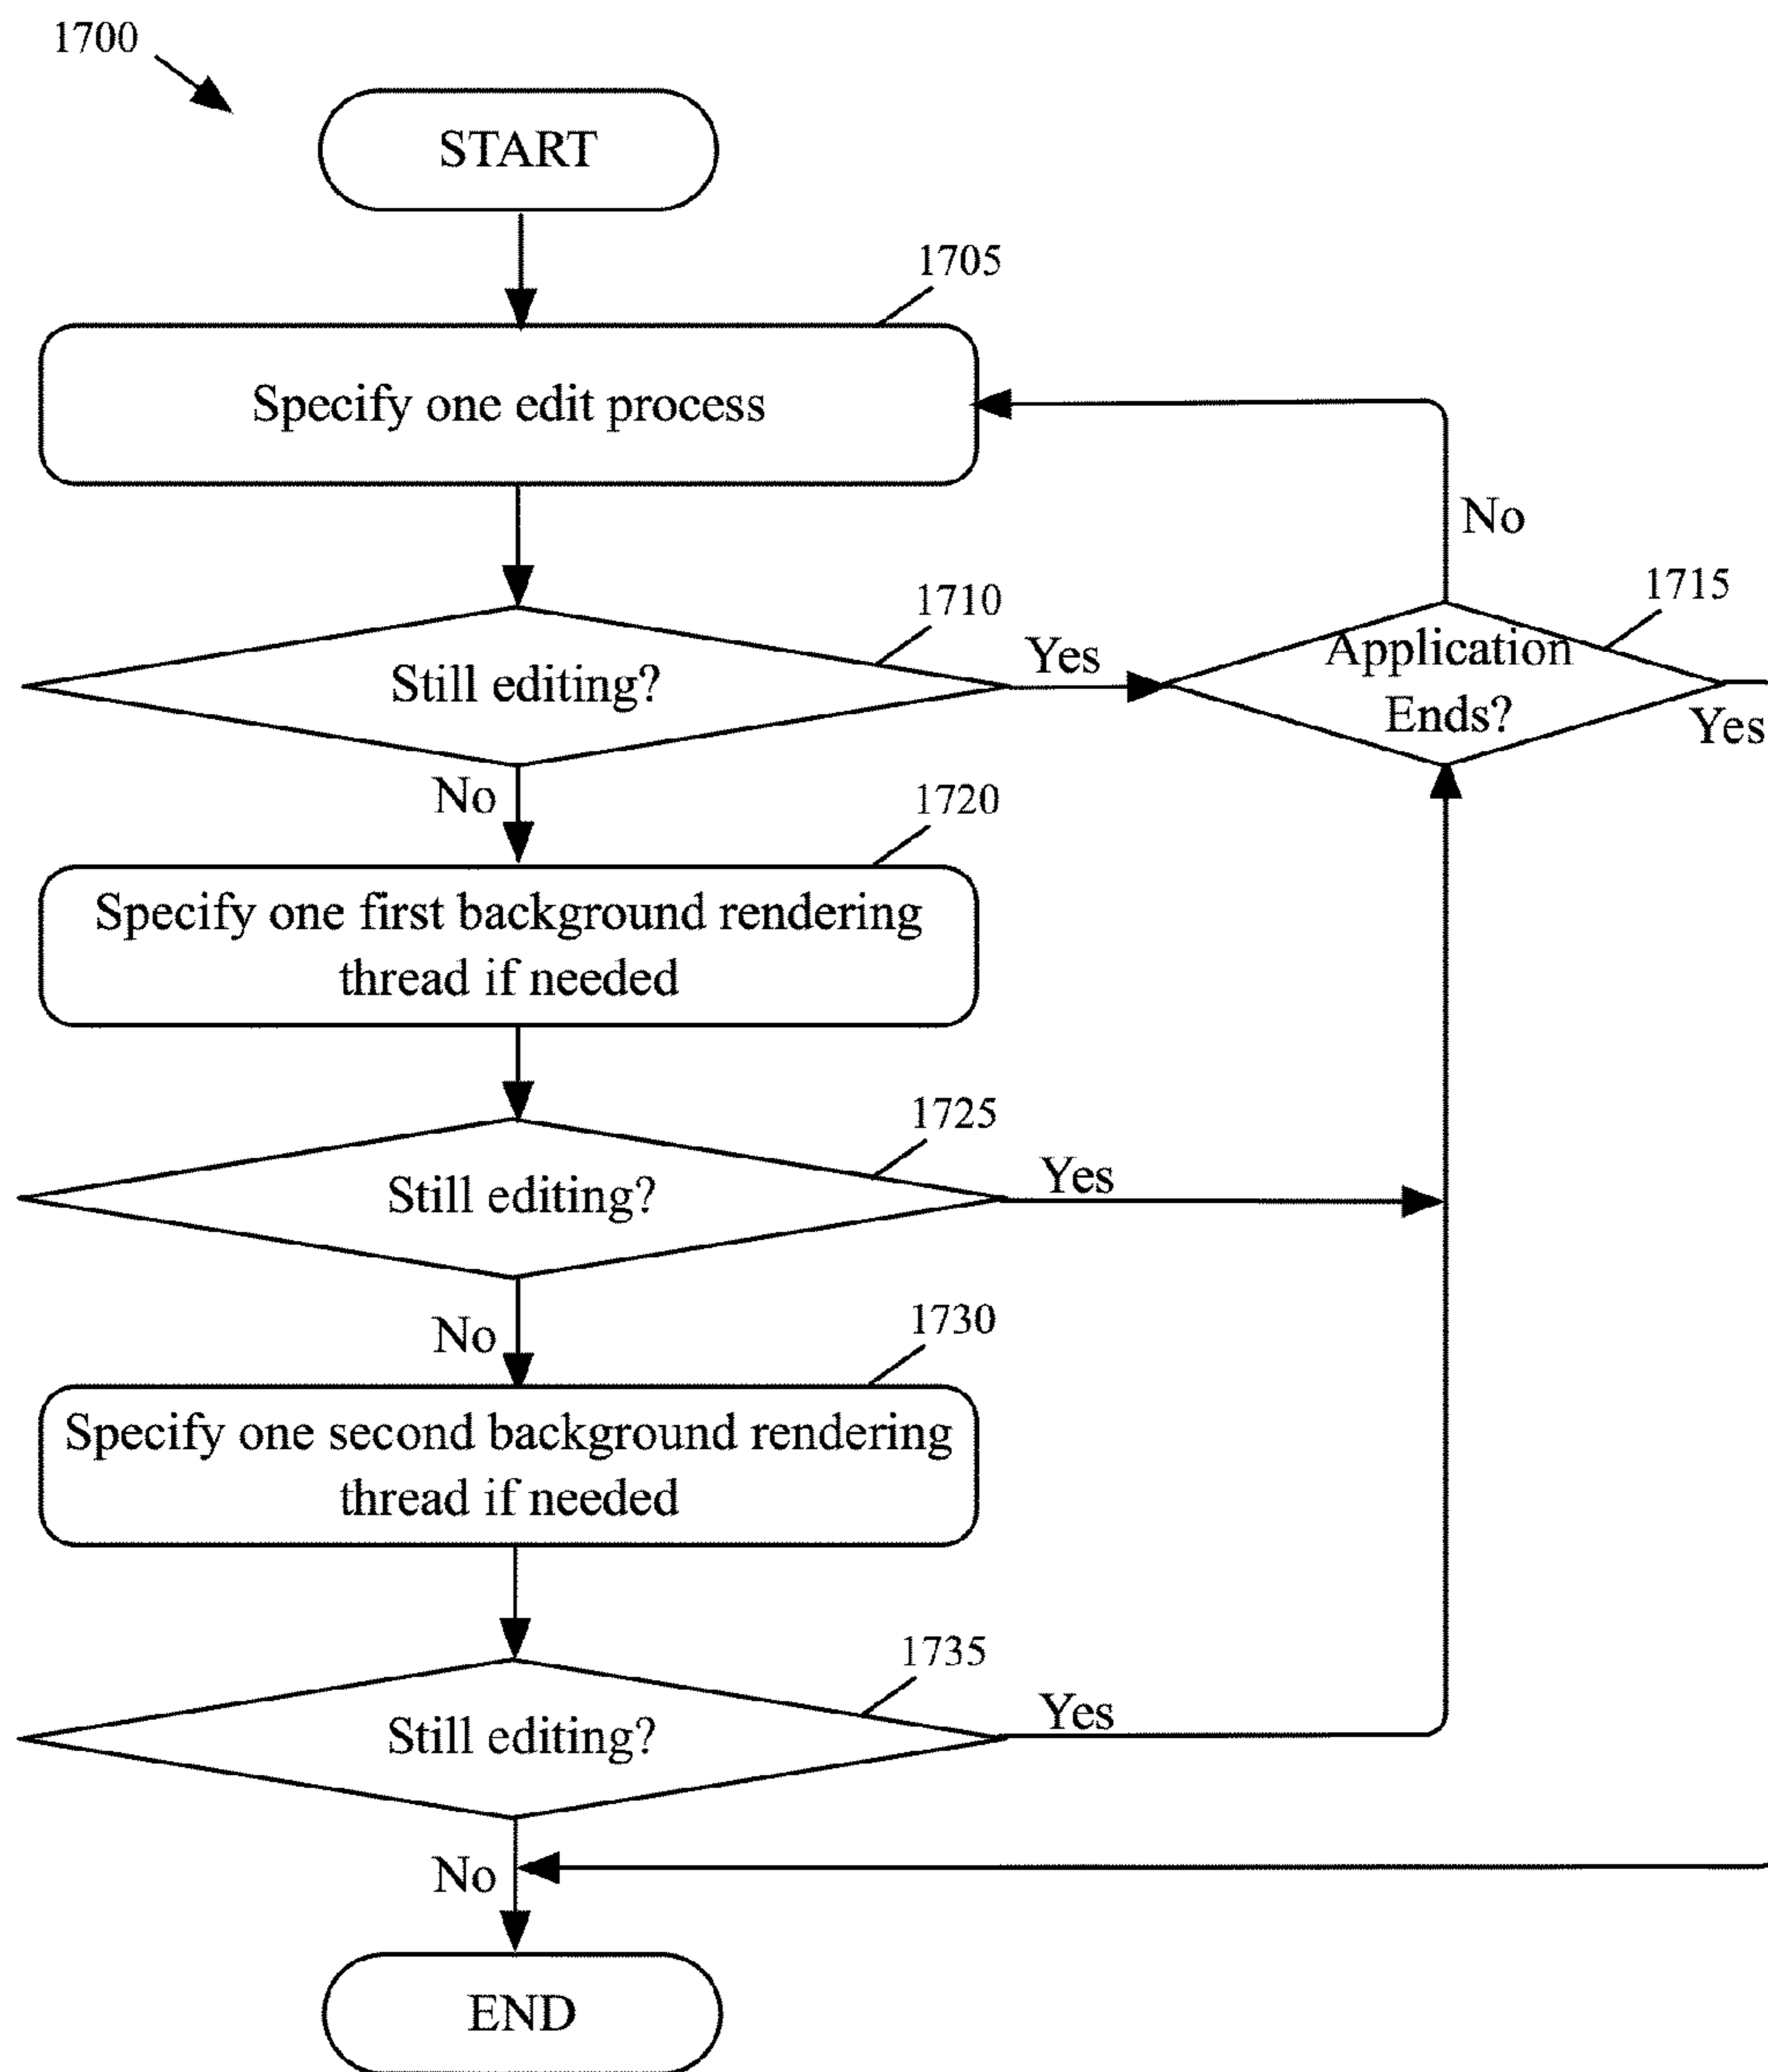 1700
START
1705
Specify one edit process
No
1710
1715
Still editing?
Yes
Application
Ends?
Yes
No
1720
Specify one first background rendering
thread if needed
1725
Still editing?
Yes
No
1730
Specify one second background rendering
thread if needed
1735
Still editing?
Yes
No
END